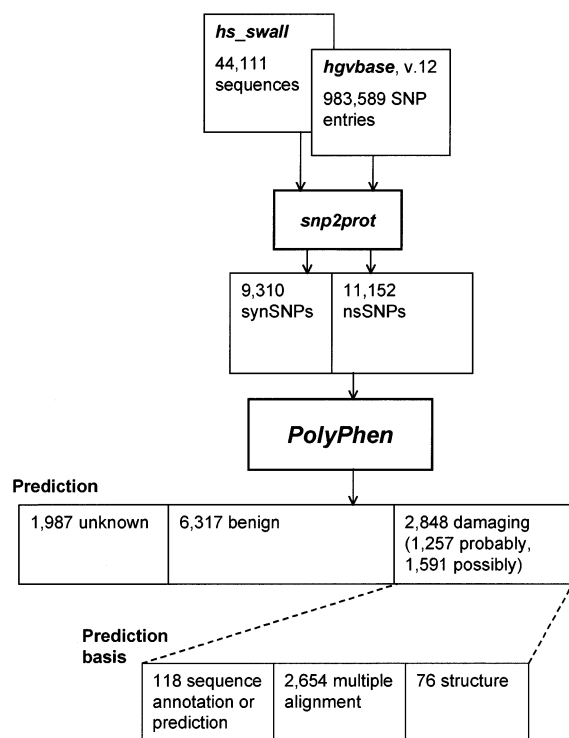 hs_swall
44,111
sequences
hgvbase, v.12
983,589 SNP
entries
snp2prot
9,310
synSNPs
11,152
nsSNPs
PolyPhen
Prediction
1,987 unknown
6,317 benign
2,848 damaging
(1,257 probably,
1,591 possibly)
Prediction
basis
118 sequence
annotation or
prediction
2,654 multiple
alignment
76 structure